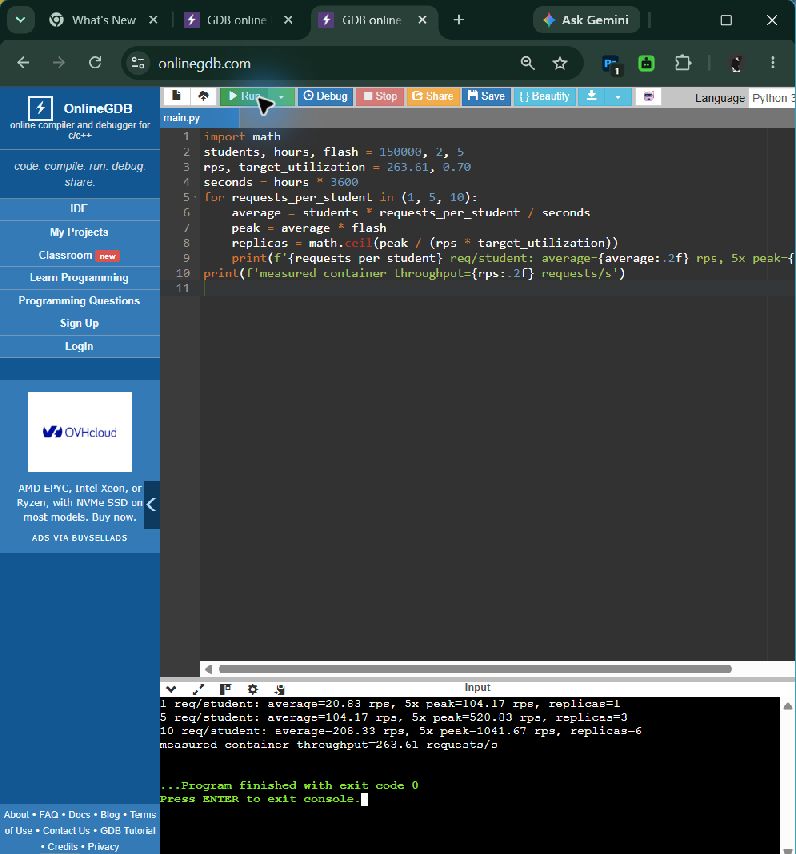 What's New
GDB online
GDB online
Ask Gemini
onlinegdb.com
1
OnlineGDB
online compiler and debugger for c/c++
code. compile. run. debug. share.
IDE
My Projects
Classroom new
Learn Programming
Programming Questions
Sign Up
Login
OVHcloud
AMD EPYC, Intel Xeon, or
Ryzen, with NVMe SSD on
most models. Buy now.
ADS VIA BUYSELLADS
About • FAQ • Docs • Blog • Terms
of Use • Contact Us • GDB Tutorial
• Credits • Privacy
Run Debug Stop Share Save { } Beautify Language Python 3
main.py
1 import math
2 students, hours, flash = 150000, 2, 5
3 rps, target_utilization = 263.61, 0.70
4 seconds = hours * 3600
5 for requests_per_student in (1, 5, 10):
6 average = students * requests_per_student / seconds
7 peak = average * flash
8 replicas = math.ceil(peak / (rps * target_utilization))
9 print(f'{requests_per_student} req/student: average={average:.2f} rps, 5x peak={
10 print(f'measured container throughput={rps:.2f} requests/s')
11
input
1 req/student: average=20.83 rps, 5x peak=104.17 rps, replicas=1
5 req/student: average=104.17 rps, 5x peak=520.83 rps, replicas=3
10 req/student: average=208.33 rps, 5x peak=1041.67 rps, replicas=6
measured container throughput=263.61 requests/s
...Program finished with exit code 0
Press ENTER to exit console.